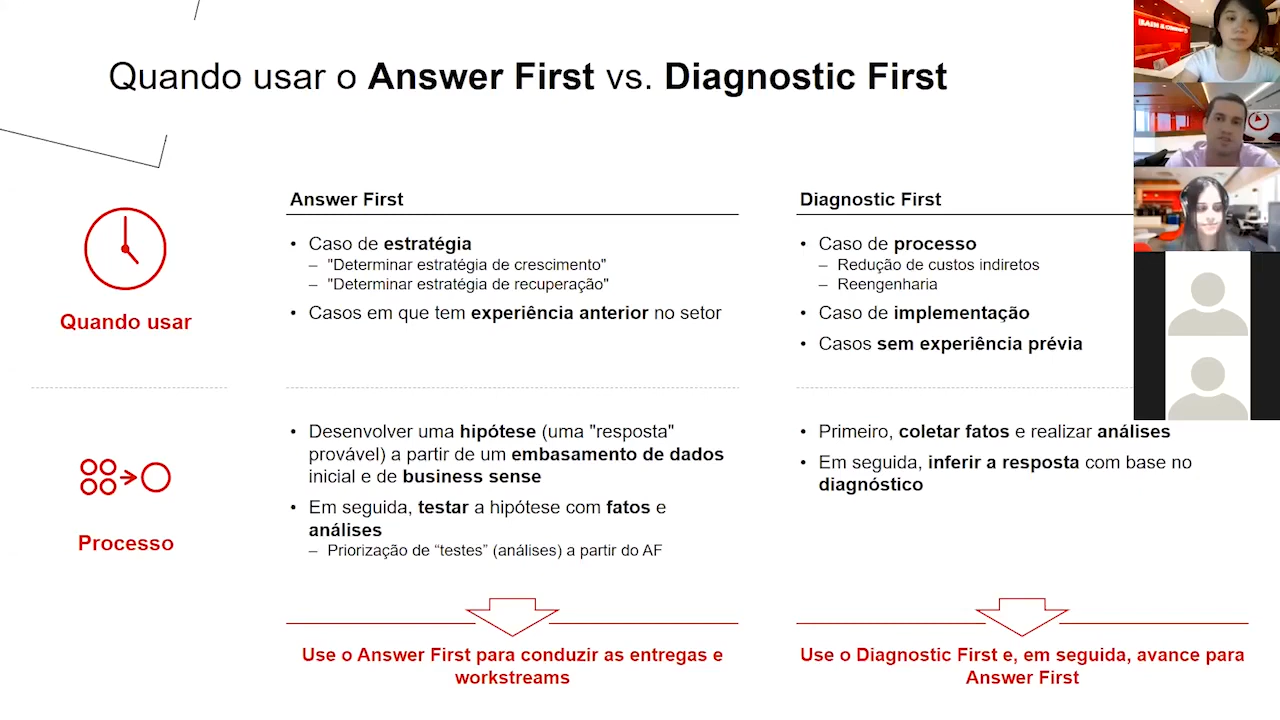 Quando usar o Answer First vs. Diagnostic First
BAIN & COMPANY
Answer First
Diagnostic First
Quando usar
• Caso de estratégia
– "Determinar estratégia de crescimento"
– "Determinar estratégia de recuperação"
• Casos em que tem experiência anterior no setor
• Caso de processo
– Redução de custos indiretos
– Reengenharia
• Caso de implementação
• Casos sem experiência prévia
Processo
• Desenvolver uma hipótese (uma "resposta"
provável) a partir de um embasamento de dados
inicial e de business sense
• Em seguida, testar a hipótese com fatos e
análises
– Priorização de “testes” (análises) a partir do AF
• Primeiro, coletar fatos e realizar análises
• Em seguida, inferir a resposta com base no
diagnóstico
Use o Answer First para conduzir as entregas e
workstreams
Use o Diagnostic First e, em seguida, avance para
Answer First